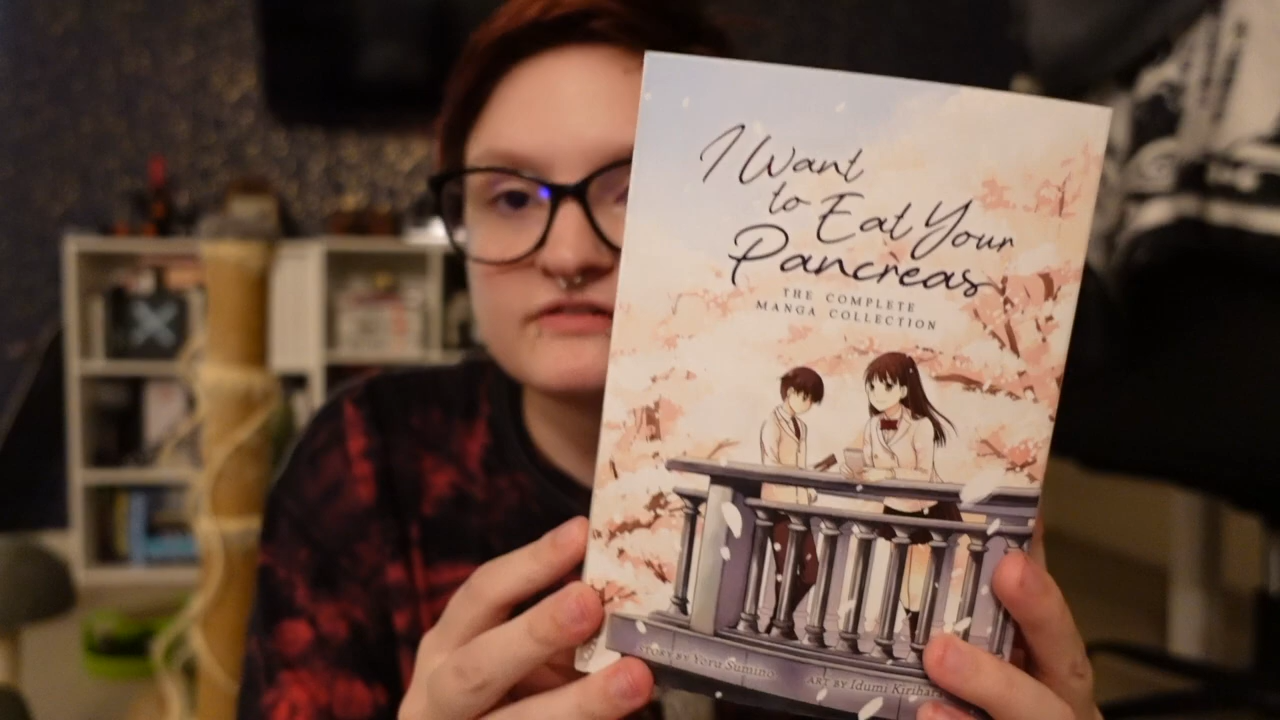 I Want
to Eat Your
Pancreas
THE COMPLETE
MANGA COLLECTION
STORY BY Yoru Sumino
ART BY Idumi Kirihara